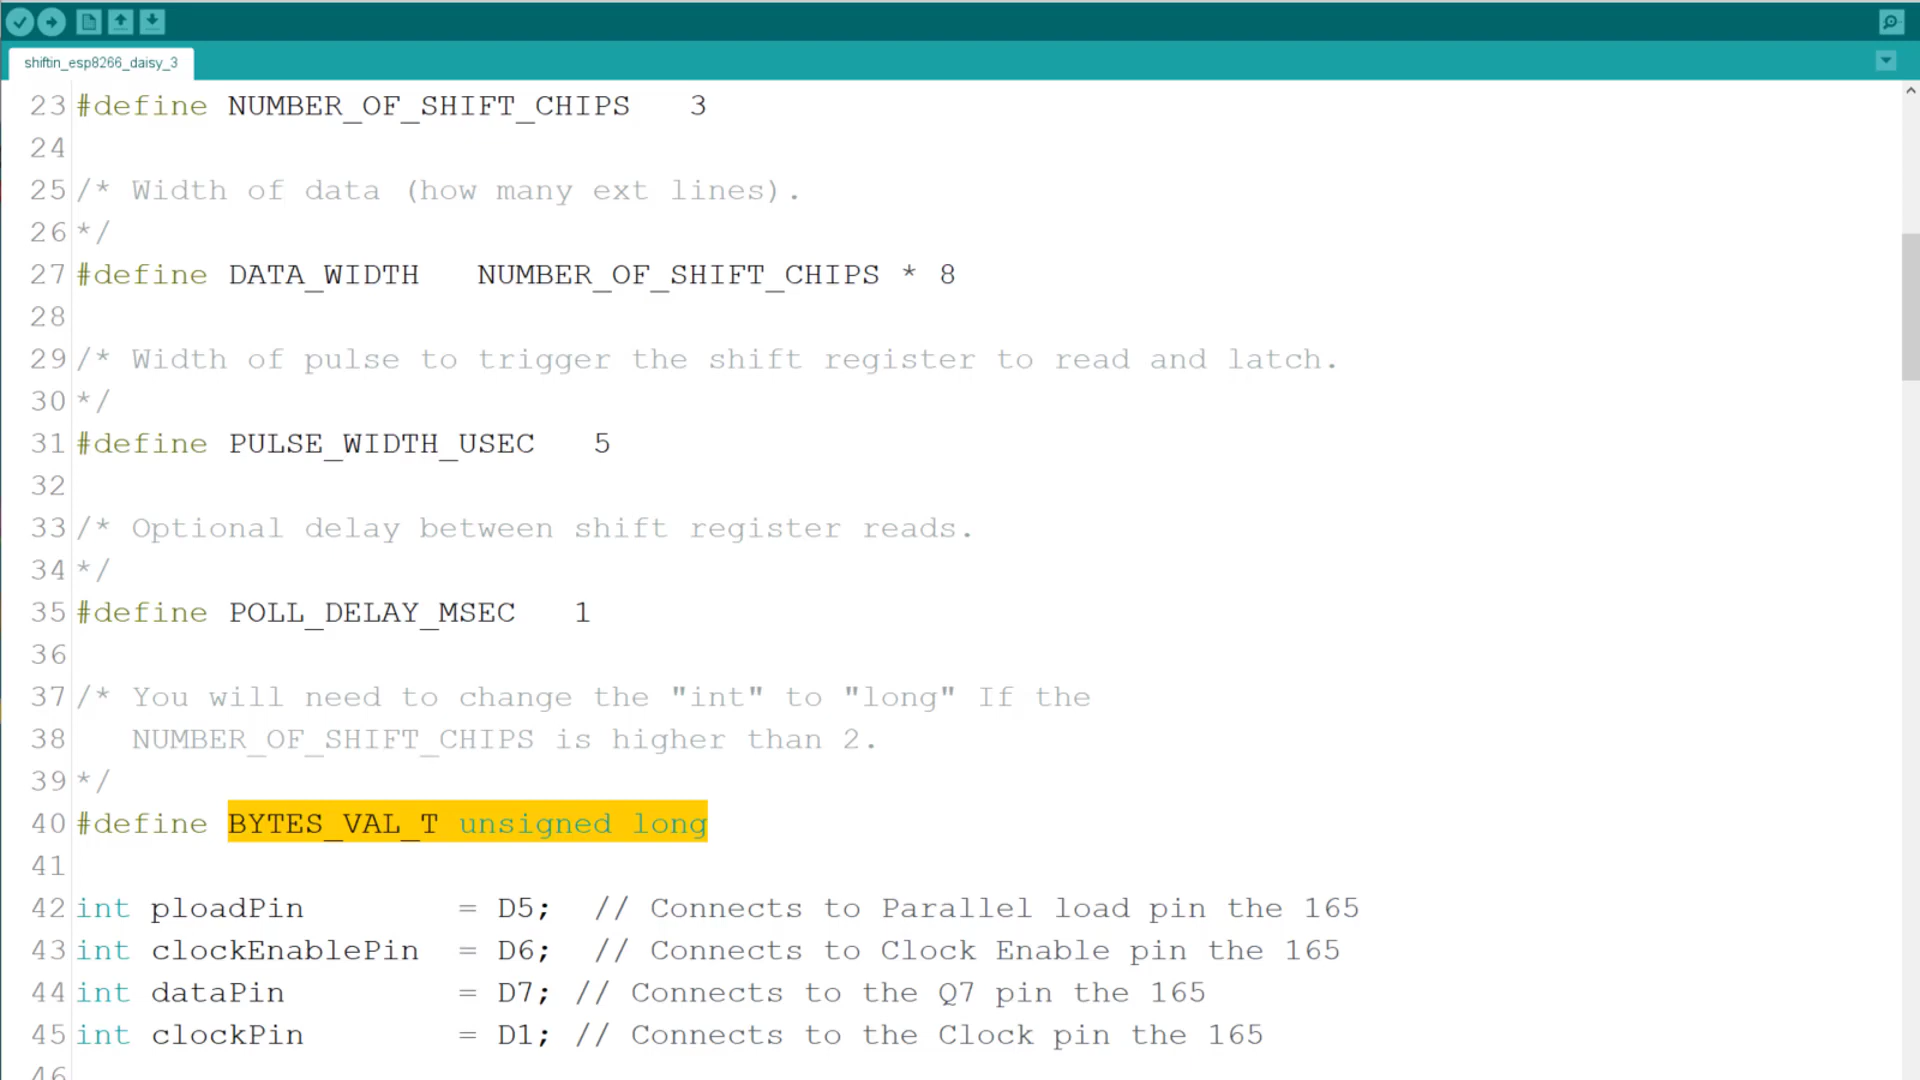 shiftin_esp8266_daisy_3
23 #define NUMBER_OF_SHIFT_CHIPS   3
24
25 /* Width of data (how many ext lines).
26 */
27 #define DATA_WIDTH   NUMBER_OF_SHIFT_CHIPS * 8
28
29 /* Width of pulse to trigger the shift register to read and latch.
30 */
31 #define PULSE_WIDTH_USEC   5
32
33 /* Optional delay between shift register reads.
34 */
35 #define POLL_DELAY_MSEC   1
36
37 /* You will need to change the "int" to "long" If the
38    NUMBER_OF_SHIFT_CHIPS is higher than 2.
39 */
40 #define BYTES_VAL_T unsigned long
41
42 int ploadPin        = D5;  // Connects to Parallel load pin the 165
43 int clockEnablePin  = D6;  // Connects to Clock Enable pin the 165
44 int dataPin         = D7; // Connects to the Q7 pin the 165
45 int clockPin        = D1; // Connects to the Clock pin the 165
46